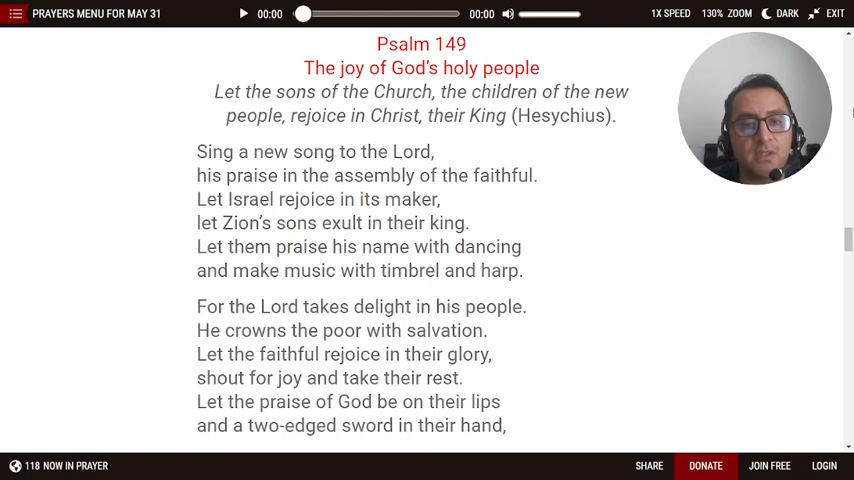 PRAYERS MENU FOR MAY 31
00:00
00:00
1X SPEED
130% ZOOM
DARK
EXIT
Psalm 149
The joy of God's holy people
Let the sons of the Church, the children of the new
people, rejoice in Christ, their King (Hesychius).
Sing a new song to the Lord,
his praise in the assembly of the faithful.
Let Israel rejoice in its maker,
let Zion's sons exult in their king.
Let them praise his name with dancing
and make music with timbrel and harp.
For the Lord takes delight in his people.
He crowns the poor with salvation.
Let the faithful rejoice in their glory,
shout for joy and take their rest.
Let the praise of God be on their lips
and a two-edged sword in their hand,
118 NOW IN PRAYER
SHARE
DONATE
JOIN FREE
LOGIN